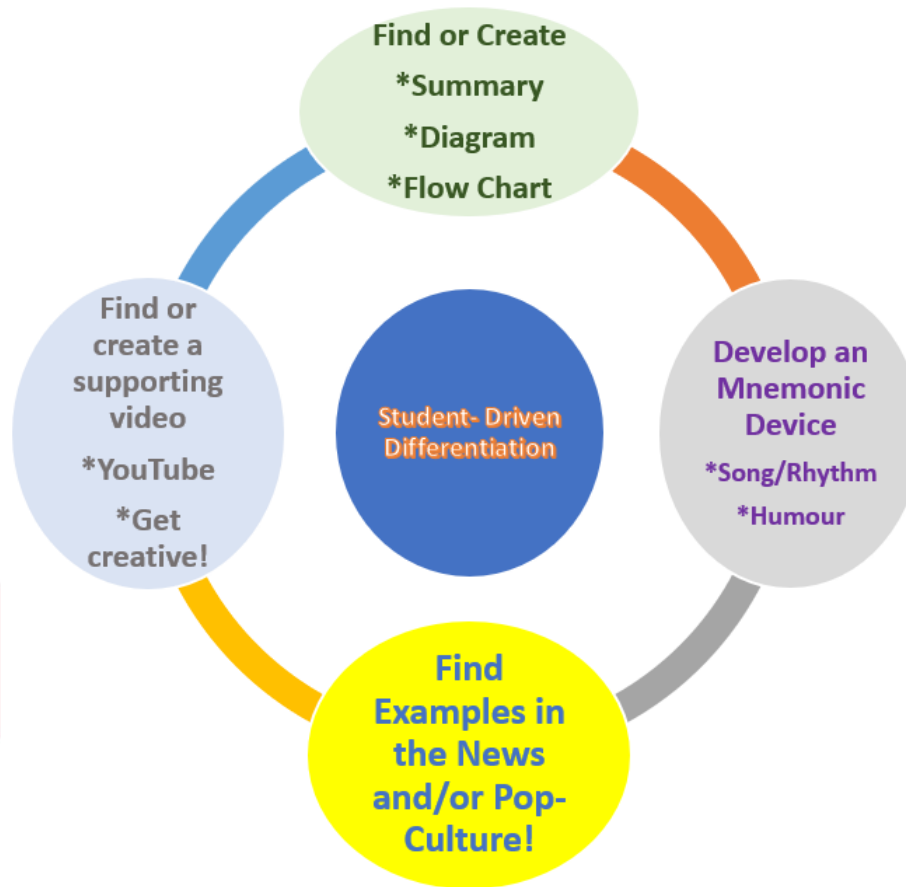 Find or Create
*Summary
*Diagram
*Flow Chart
Find or
create a
supporting
video
*YouTube
*Get
creative!
Student- Driven
Differentiation
Develop an
Mnemonic
Device
*Song/Rhythm
*Humour
Find
Examples in
the News
and/or Pop-
Culture!